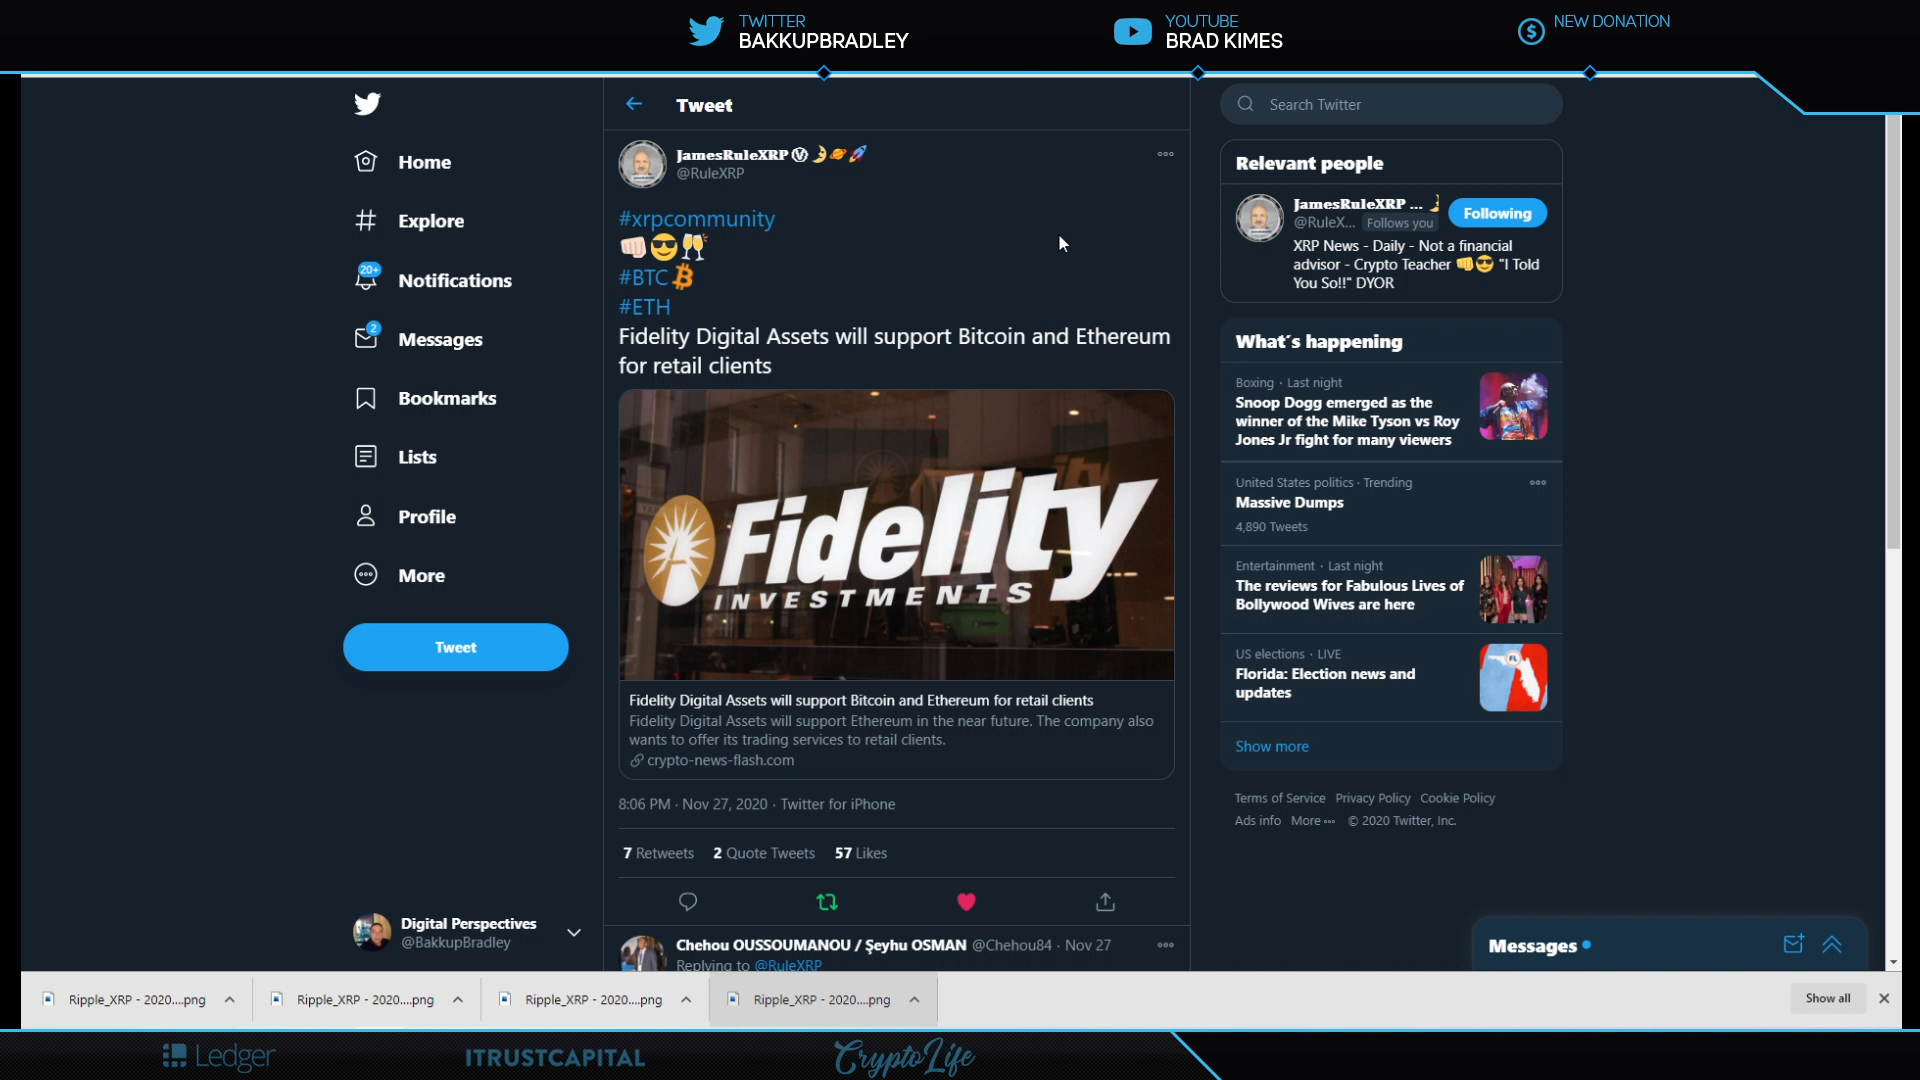 TWITTER
BAKKUPBRADLEY
YOUTUBE
BRAD KIMES
NEW DONATION
Home
Explore
20+
Notifications
2
Messages
Bookmarks
Lists
Profile
More
Tweet
Digital Perspectives
@BakkupBradley
Tweet
JamesRuleXRP Ⓥ🌛🪐🚀
@RuleXRP
#xrpcommunity
👊🏻😎🥂
#BTC
#ETH
Fidelity Digital Assets will support Bitcoin and Ethereum
for retail clients
Fidelity
INVESTMENTS
Fidelity Digital Assets will support Bitcoin and Ethereum for retail clients
Fidelity Digital Assets will support Ethereum in the near future. The company also
wants to offer its trading services to retail clients.
crypto-news-flash.com
8:06 PM · Nov 27, 2020 · Twitter for iPhone
7 Retweets 2 Quote Tweets 57 Likes
Chehou OUSSOUMANOU / Şeyhu OSMAN @Chehou84 · Nov 27
Replying to @RuleXRP
Search Twitter
Relevant people
JamesRuleXRP ...
@RuleX... Follows you
Following
XRP News - Daily - Not a financial
advisor - Crypto Teacher 👊😎 "I Told
You So!!" DYOR
What´s happening
Boxing · Last night
Snoop Dogg emerged as the
winner of the Mike Tyson vs Roy
Jones Jr fight for many viewers
United States politics · Trending
Massive Dumps
4,890 Tweets
Entertainment · Last night
The reviews for Fabulous Lives of
Bollywood Wives are here
US elections · LIVE
Florida: Election news and
updates
FL
Show more
Terms of Service Privacy Policy Cookie Policy
Ads info More ··· © 2020 Twitter, Inc.
Messages
Ripple_XRP - 2020....png
Ripple_XRP - 2020....png
Ripple_XRP - 2020....png
Ripple_XRP - 2020....png
Show all
Ledger
ITRUSTCAPITAL
CryptoLife